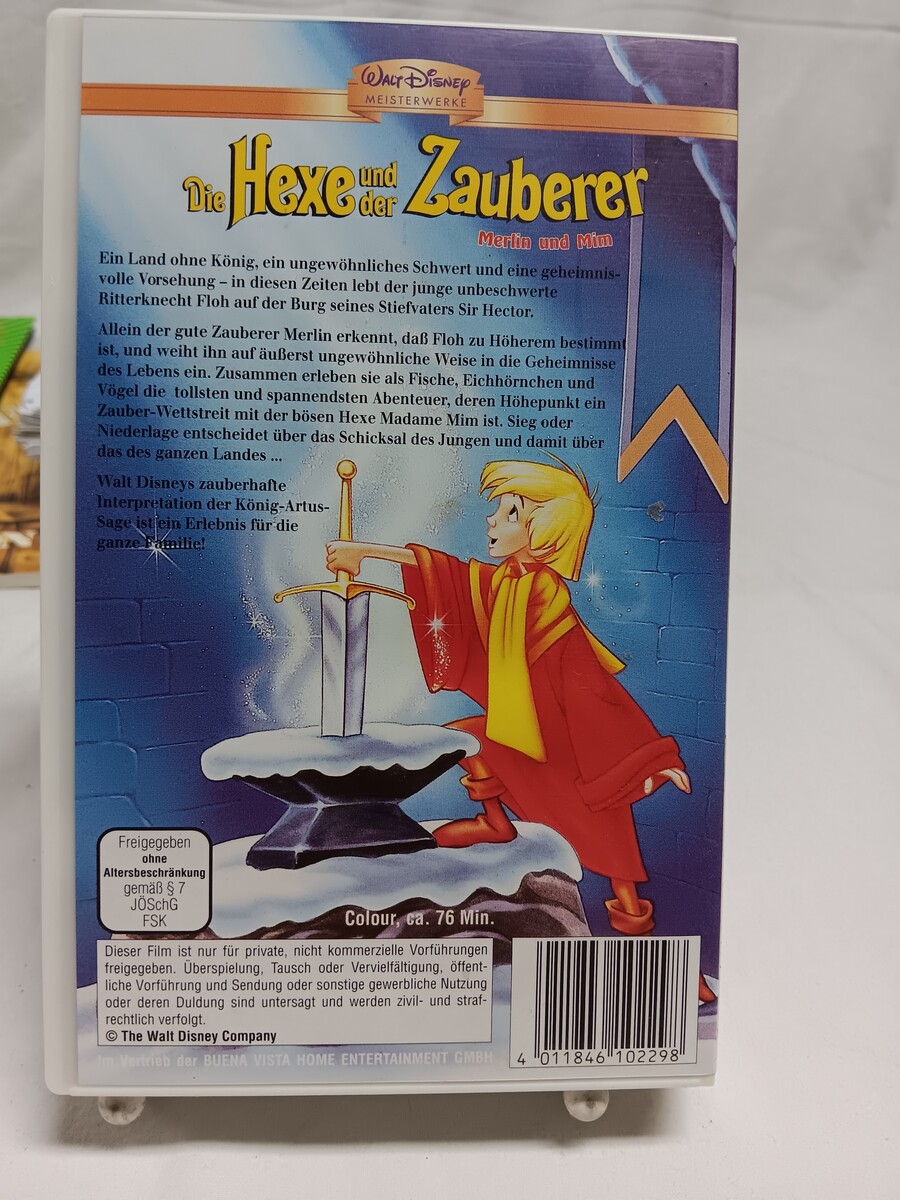 WALT DISNEY
MEISTERWERKE
Die Hexe und der Zauberer
Merlin und Mim
Ein Land ohne König, ein ungewöhnliches Schwert und eine geheimnis-
volle Vorsehung – in diesen Zeiten lebt der junge unbeschwerte
Ritterknecht Floh auf der Burg seines Stiefvaters Sir Hector.
Allein der gute Zauberer Merlin erkennt, daß Floh zu Höherem bestimmt
ist, und weiht ihn auf äußerst ungewöhnliche Weise in die Geheimnisse
des Lebens ein. Zusammen erleben sie als Fische, Eichhörnchen und
Vögel die tollsten und spannendsten Abenteuer, deren Höhepunkt ein
Zauber-Wettstreit mit der bösen Hexe Madame Mim ist. Sieg oder
Niederlage entscheidet über das Schicksal des Jungen und damit über
das des ganzen Landes ...
Walt Disneys zauberhafte
Interpretation der König-Artus-
Sage ist ein Erlebnis für die
ganze Familie!
Freigegeben
ohne
Altersbeschränkung
gemäß § 7
JÖSchG
FSK
Colour, ca. 76 Min.
Dieser Film ist nur für private, nicht kommerzielle Vorführungen
freigegeben. Überspielung, Tausch oder Vervielfältigung, öffent-
liche Vorführung und Sendung oder sonstige gewerbliche Nutzung
oder deren Duldung sind untersagt und werden zivil- und straf-
rechtlich verfolgt.
© The Walt Disney Company
Im Vertrieb der BUENA VISTA HOME ENTERTAINMENT GMBH
4 011846 102298